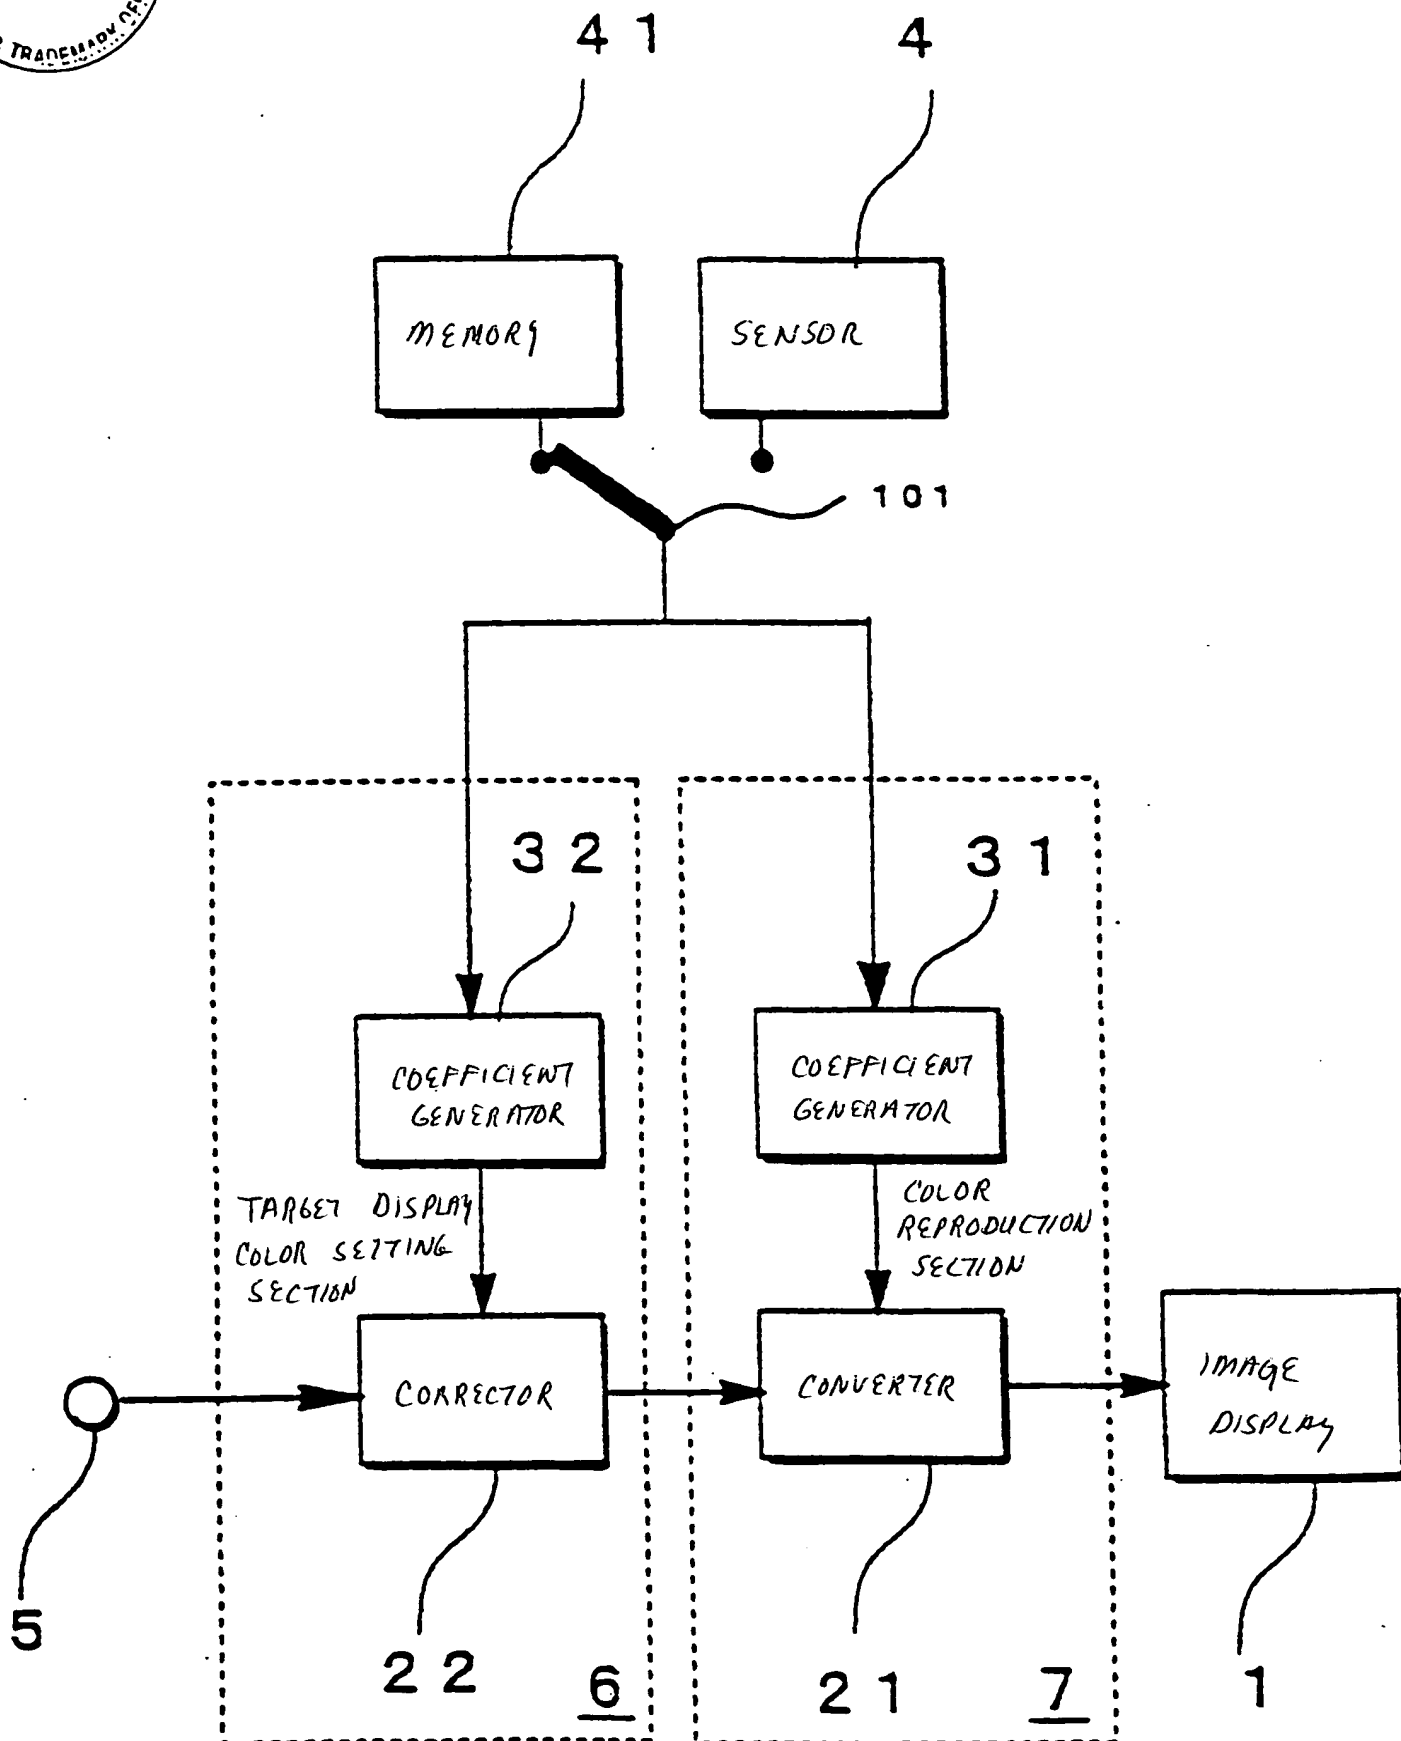 TRADEMARK
41
4
MEMORY
SENSOR
101
32
31
COEFFICIENT
GENERATOR
COEFFICIENT
GENERATOR
TARGET DISPLAY
COLOR SETTING
SECTION
COLOR
REPRODUCTION
SECTION
CORRECTOR
CONVERTER
IMAGE
DISPLAY
5
22
6
21
7
1